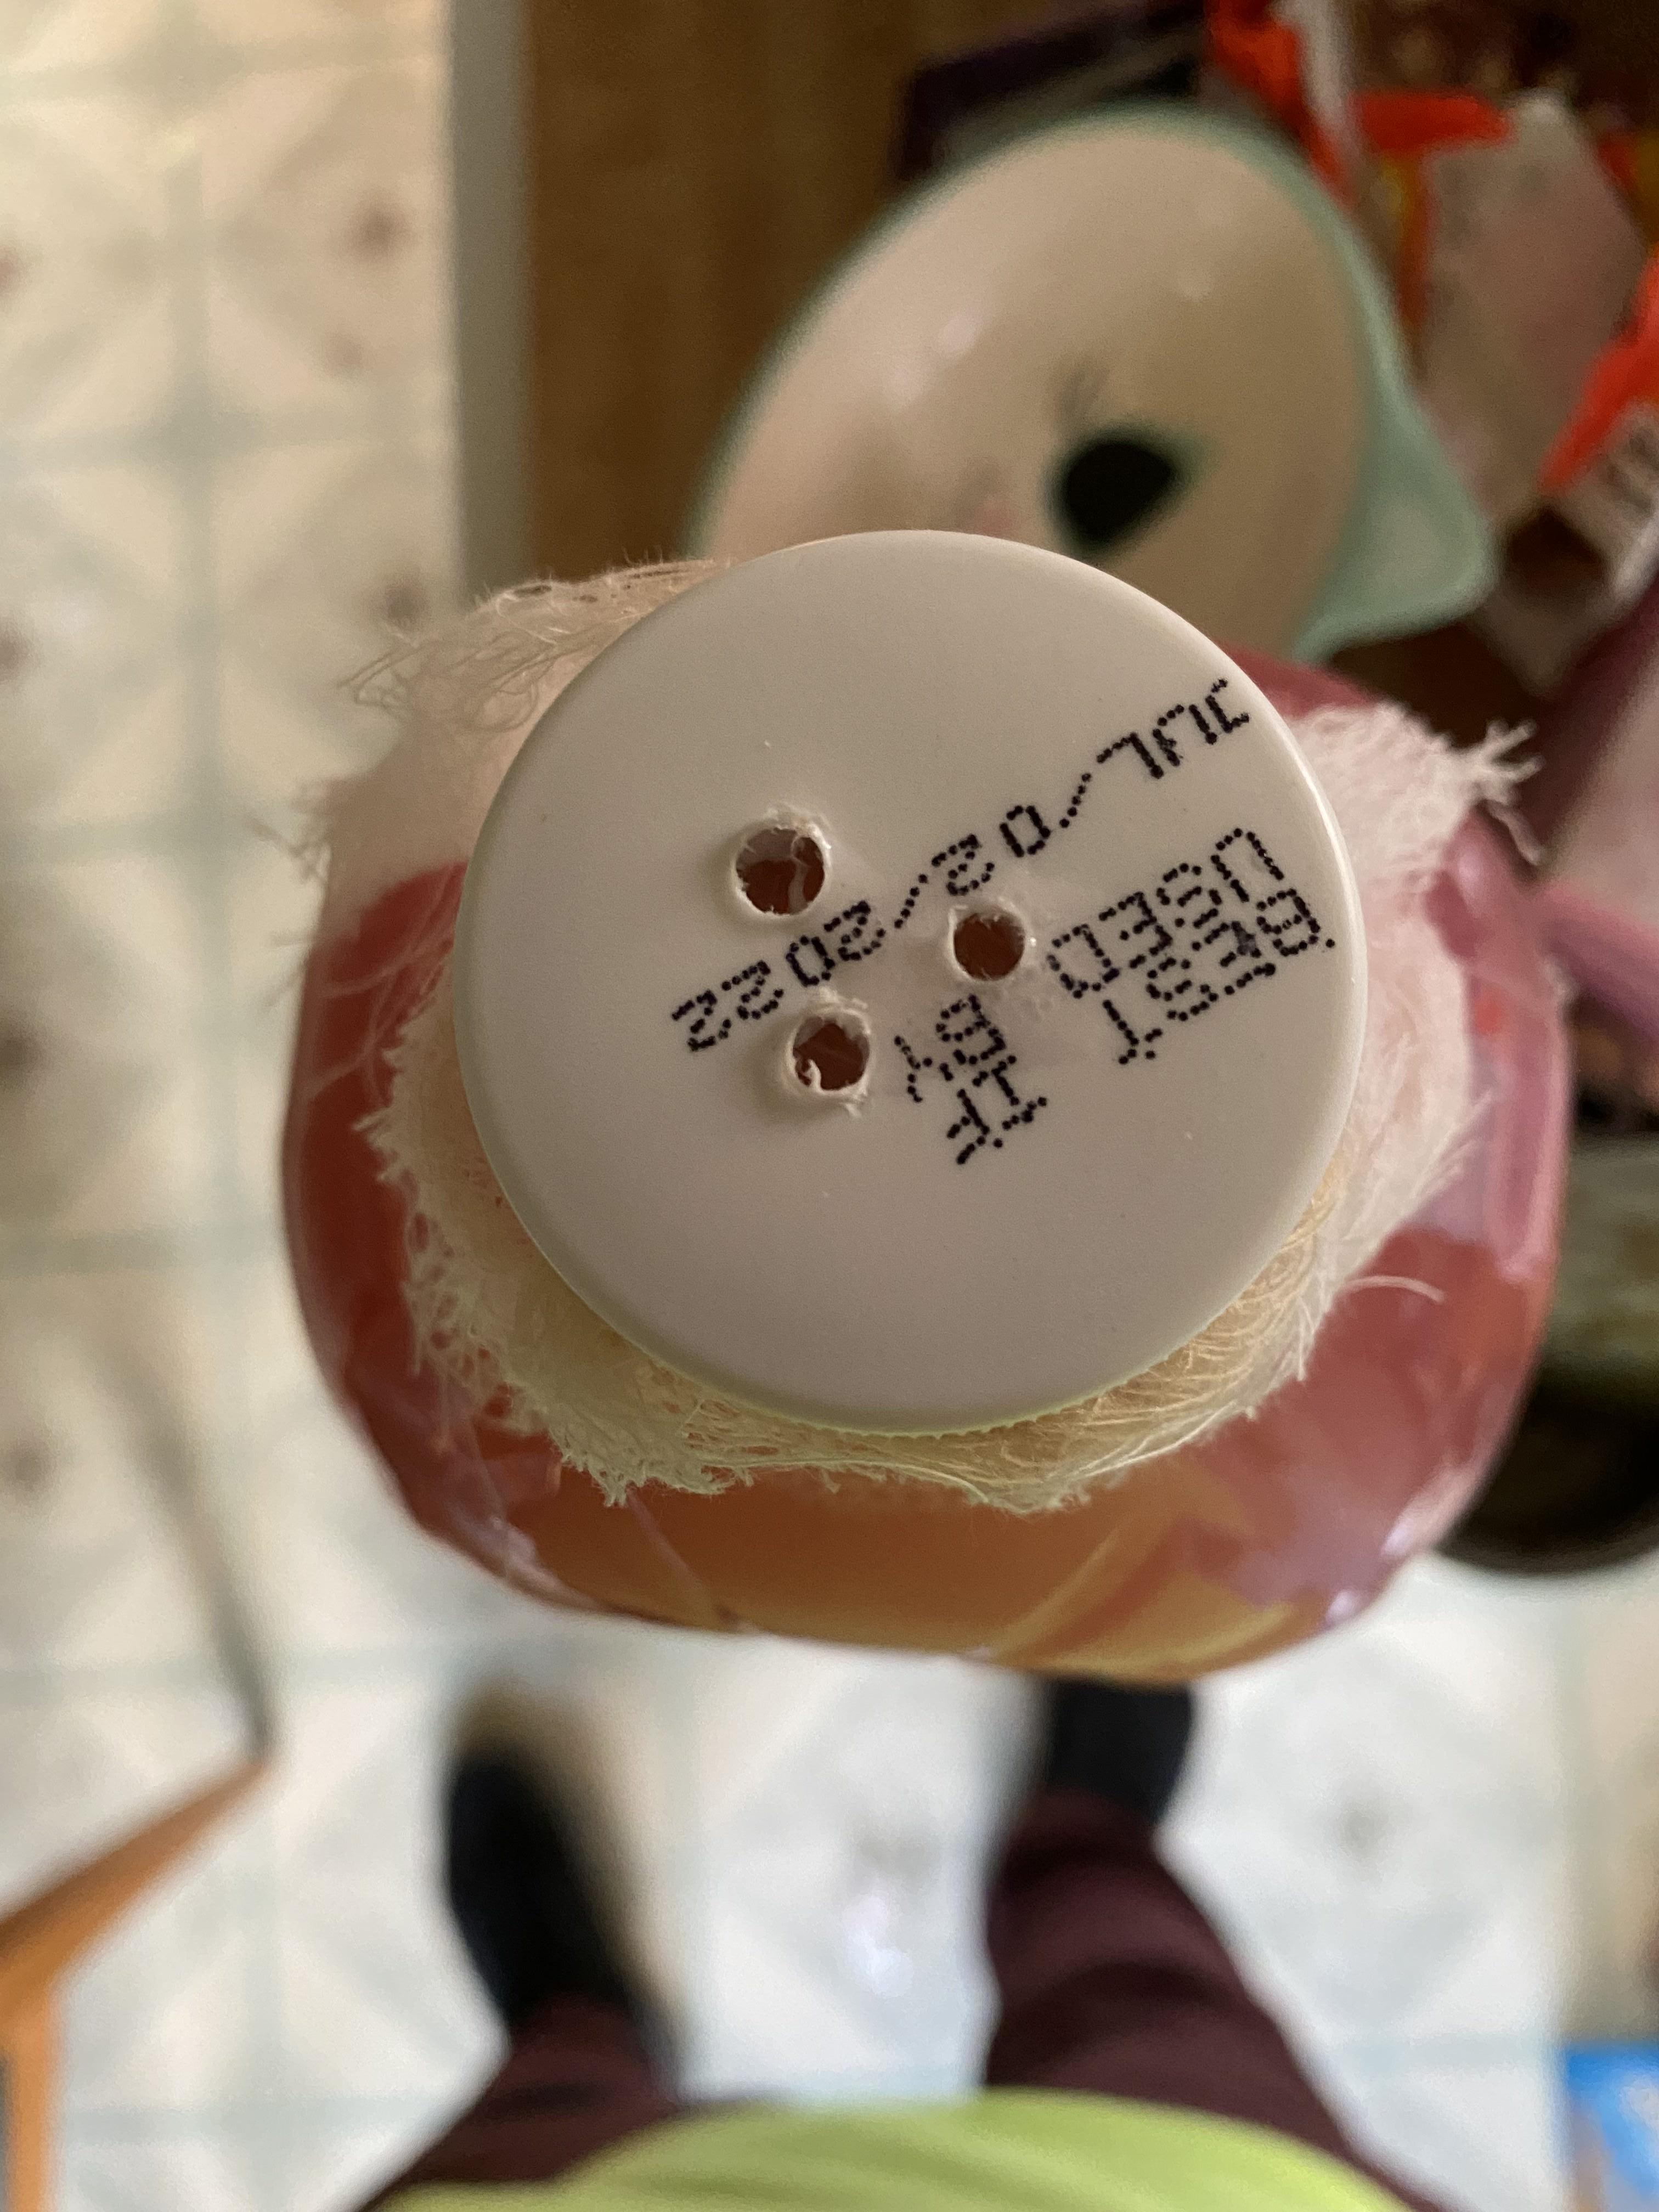 BEST IF
USED BY
JUL/02/2022